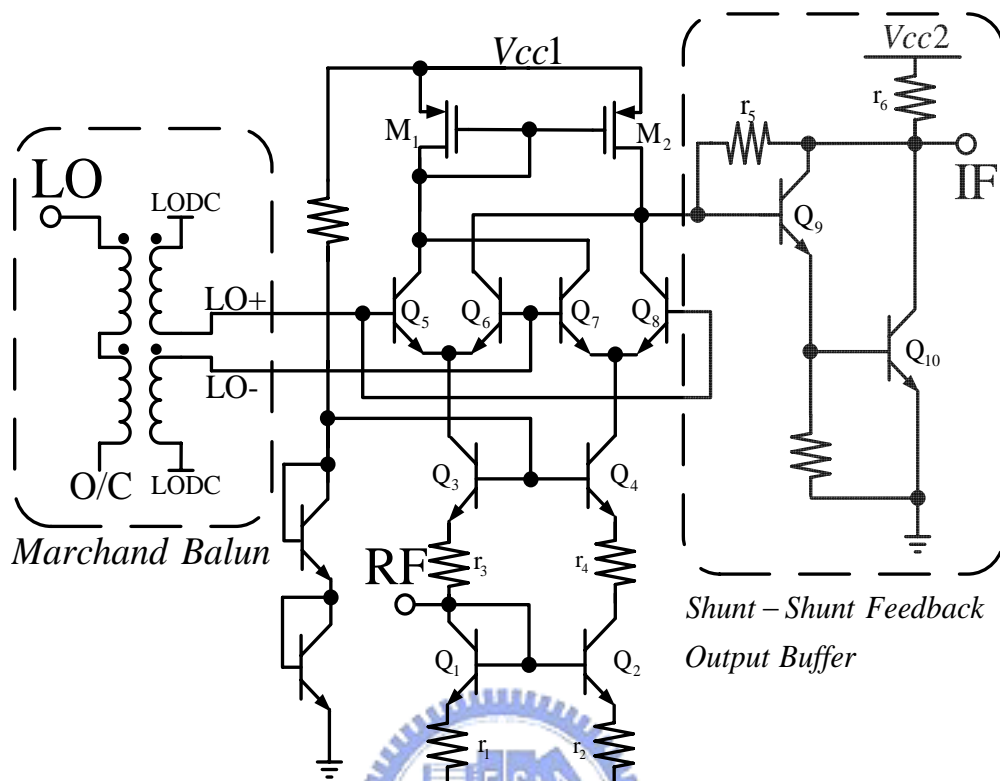 Vcc1
Vcc2
r₆
r₅
M₁
M₂
IF
LO
LODC
Q₉
LO+
Q₅
Q₆
Q₇
Q₈
LO-
Q₁₀
O/C
LODC
Q₃
Q₄
Marchand Balun
RF
r₃
r₄
Shunt – Shunt Feedback
Output Buffer
Q₁
Q₂
r₁
r₂